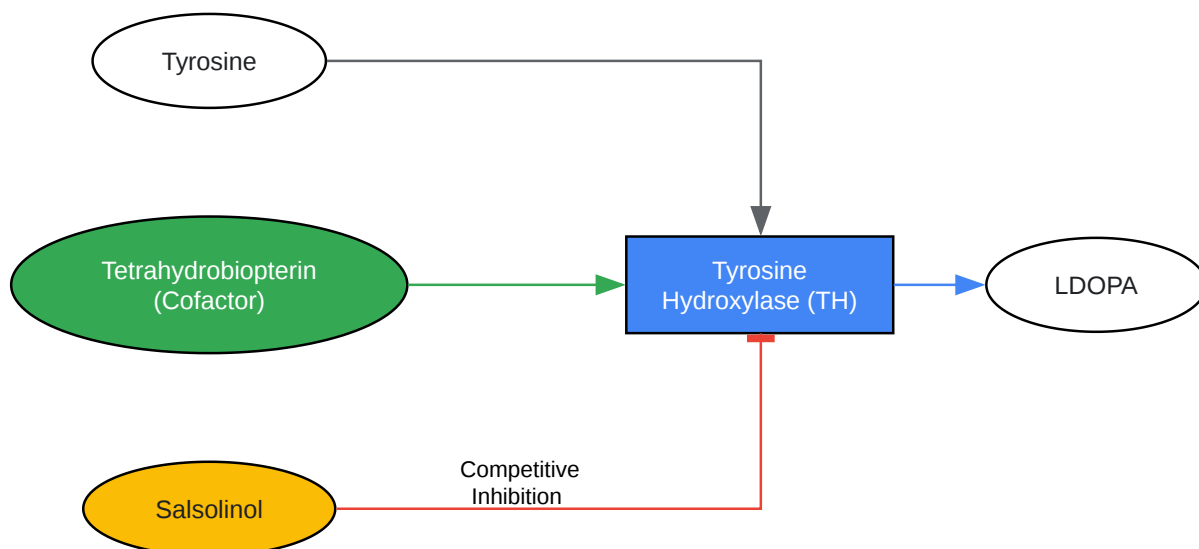 Tyrosine
Tetrahydrobiopterin
(Cofactor)
Tyrosine
Hydroxylase (TH)
LDOPA
Competitive
Inhibition
Salsolinol